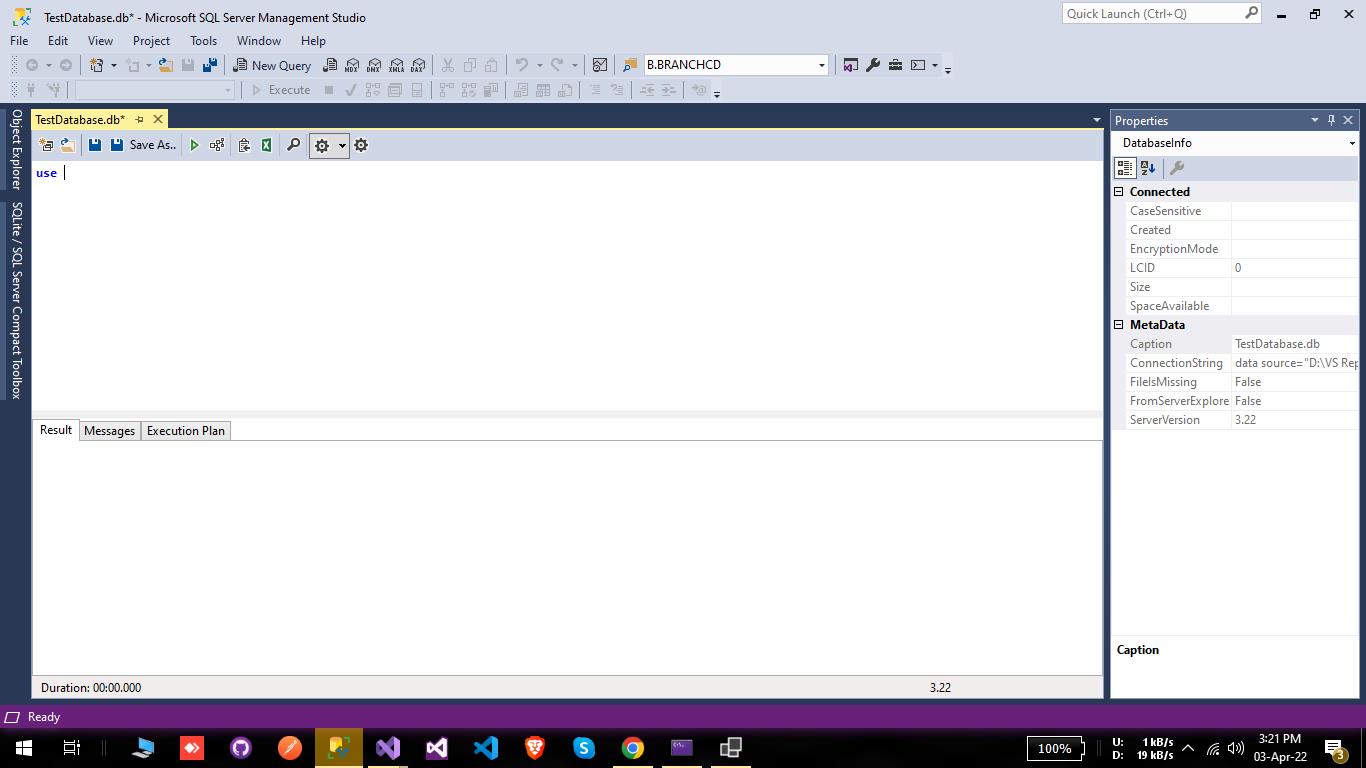 TestDatabase.db* - Microsoft SQL Server Management Studio
Quick Launch (Ctrl+Q)
File Edit View Project Tools Window Help
New Query
MDX
DMX
XMLA
DAX
B.BRANCHCD
Execute
Object Explorer
SQLite / SQL Server Compact Toolbox
TestDatabase.db*
Save As..
use
Result Messages Execution Plan
Duration: 00:00.000
3.22
Properties
DatabaseInfo
Connected
CaseSensitive
Created
EncryptionMode
LCID 0
Size
SpaceAvailable
MetaData
Caption TestDatabase.db
ConnectionString data source="D:\VS Rep
FileIsMissing False
FromServerExplore False
ServerVersion 3.22
Caption
Ready
100%
U: 1 kB/s
D: 19 kB/s
3:21 PM
03-Apr-22
3